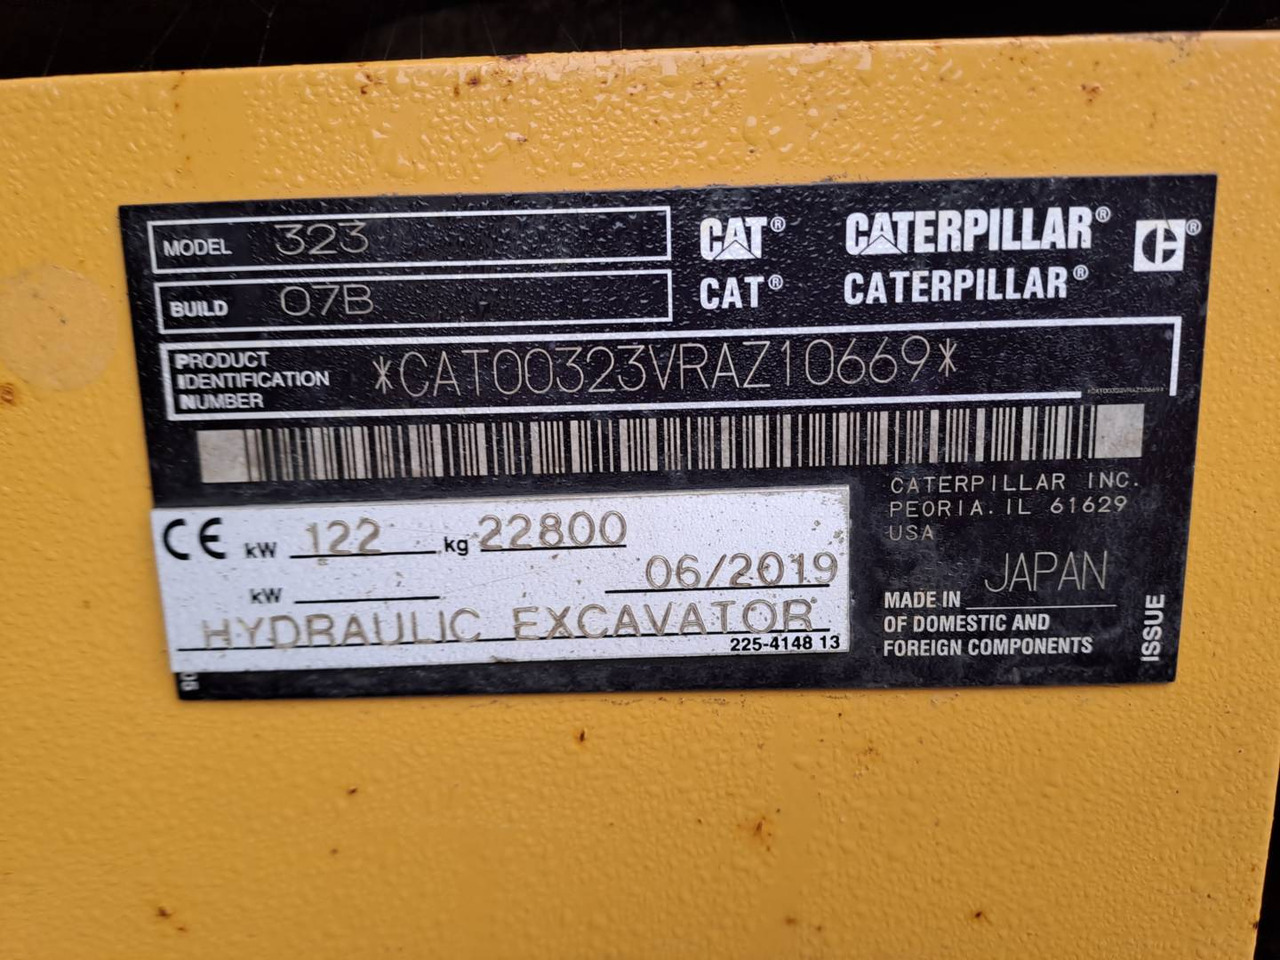 MODEL 323
BUILD 07B
CAT® CATERPILLAR® ®
CAT® CATERPILLAR®
PRODUCT
IDENTIFICATION
NUMBER
*CAT00323VRAZ10669*
*CAT00323VRAZ10669*
CATERPILLAR INC.
PEORIA. IL 61629
USA
CE kW 122 kg 22800
kW 06/2019
HYDRAULIC EXCAVATOR
225-4148 13
MADE IN JAPAN
OF DOMESTIC AND
FOREIGN COMPONENTS
ISSUE